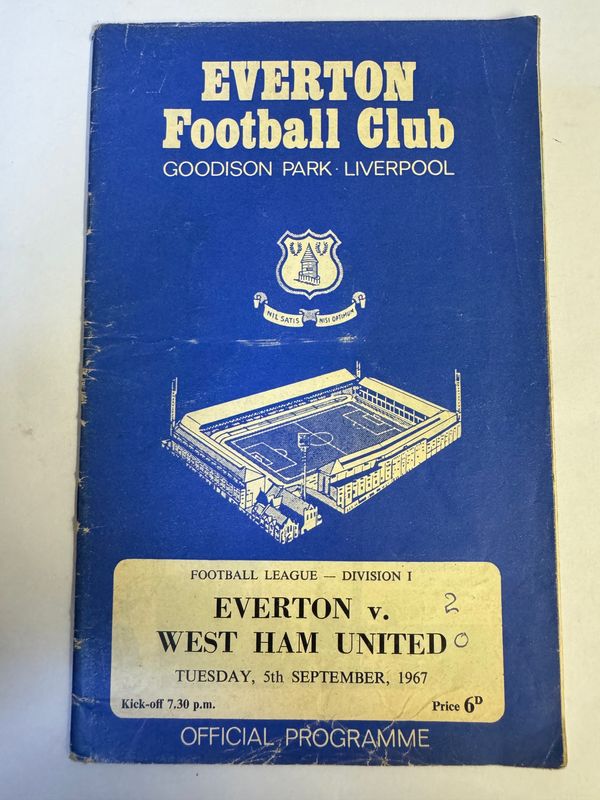 EVERTON
Football Club
GOODISON PARK · LIVERPOOL
NIL SATIS NISI OPTIMUM
FOOTBALL LEAGUE — DIVISION I
EVERTON v. 2
WEST HAM UNITED 0
TUESDAY, 5th SEPTEMBER, 1967
Kick-off 7.30 p.m. Price 6D
OFFICIAL PROGRAMME